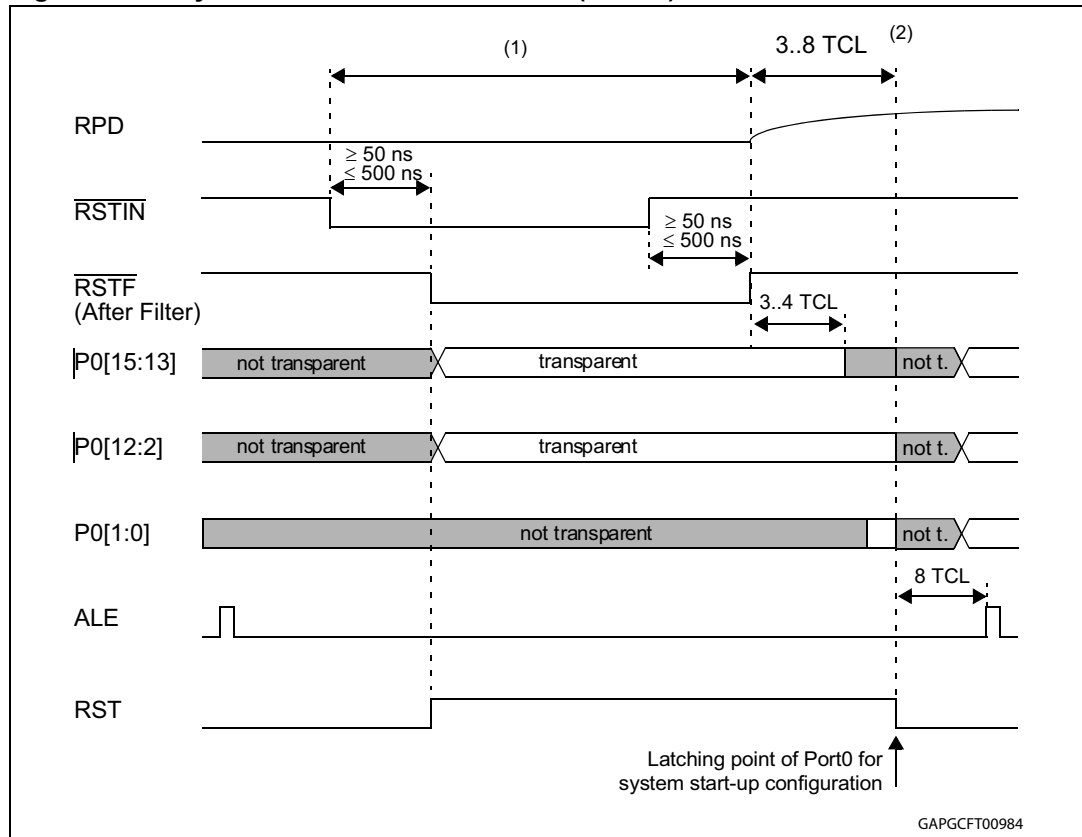 (1)
3..8 TCL (2)
RPD
≥ 50 ns
≤ 500 ns
RSTIN
≥ 50 ns
≤ 500 ns
RSTF
(After Filter)
3..4 TCL
P0[15:13]
not transparent
transparent
not t.
P0[12:2]
not transparent
transparent
not t.
P0[1:0]
not transparent
not t.
8 TCL
ALE
RST
Latching point of Port0 for
system start-up configuration
GAPGCFT00984